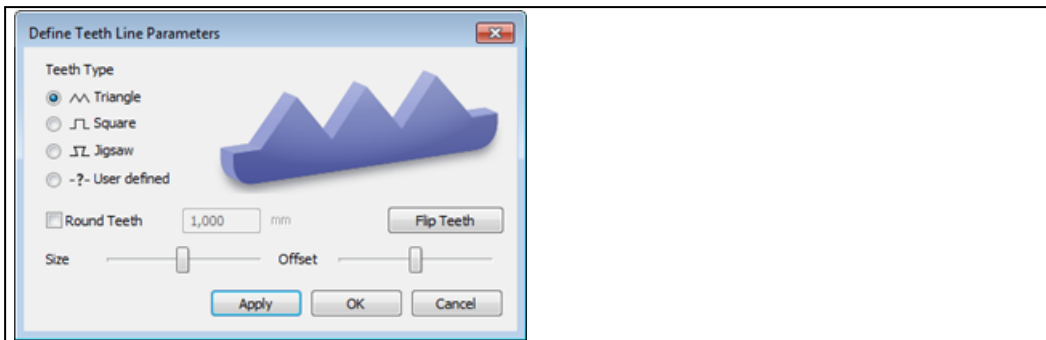 Define Teeth Line Parameters
Teeth Type
Triangle
Square
Jigsaw
-?- User defined
Round Teeth 1,000 mm Flip Teeth
Size Offset
Apply OK Cancel